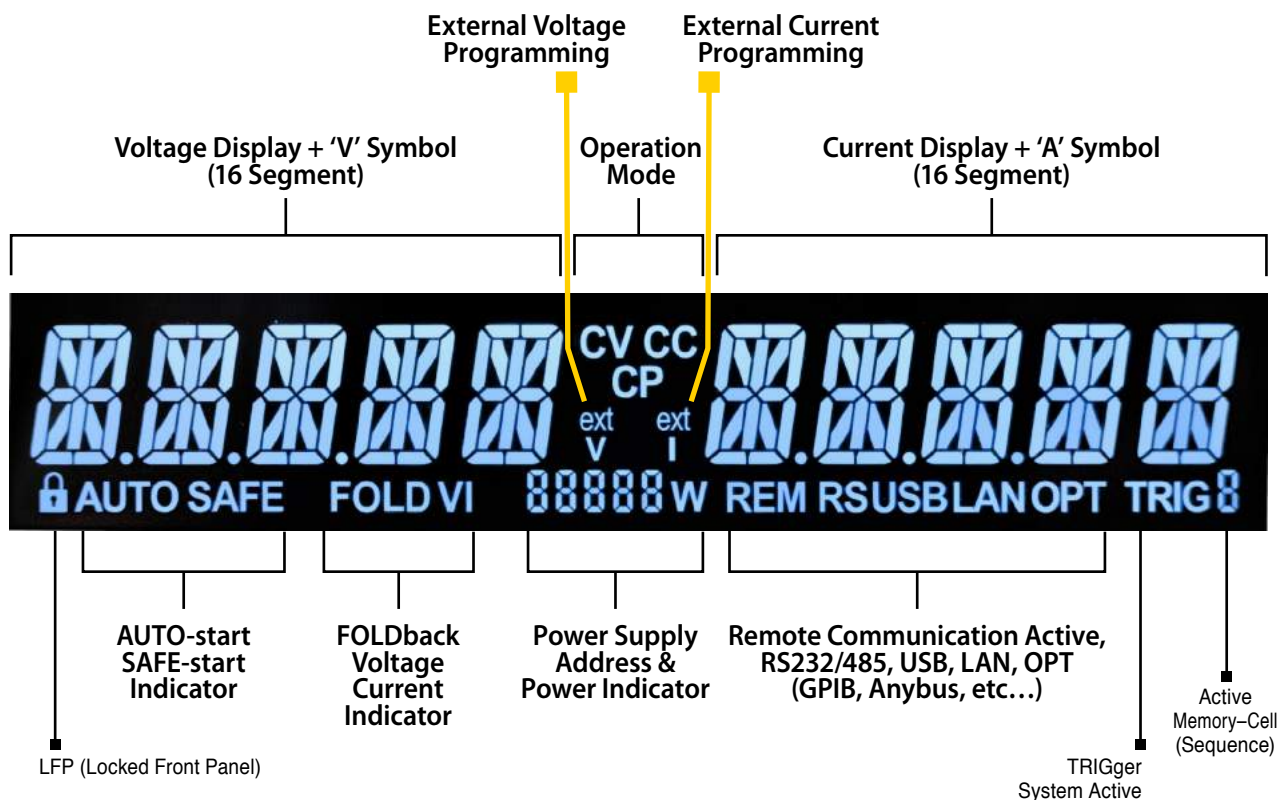 External Voltage
Programming
External Current
Programming
Voltage Display + ‘V’ Symbol
(16 Segment)
Operation
Mode
Current Display + ‘A’ Symbol
(16 Segment)
CV CC
CP
ext
V
ext
I
AUTO SAFE FOLD VI 88888 W REM RS USB LAN OPT TRIG 8
AUTO-start
SAFE-start
Indicator
FOLDback
Voltage
Current
Indicator
Power Supply
Address &
Power Indicator
Remote Communication Active,
RS232/485, USB, LAN, OPT
(GPIB, Anybus, etc…)
Active
Memory–Cell
(Sequence)
LFP (Locked Front Panel)
TRIGger
System Active